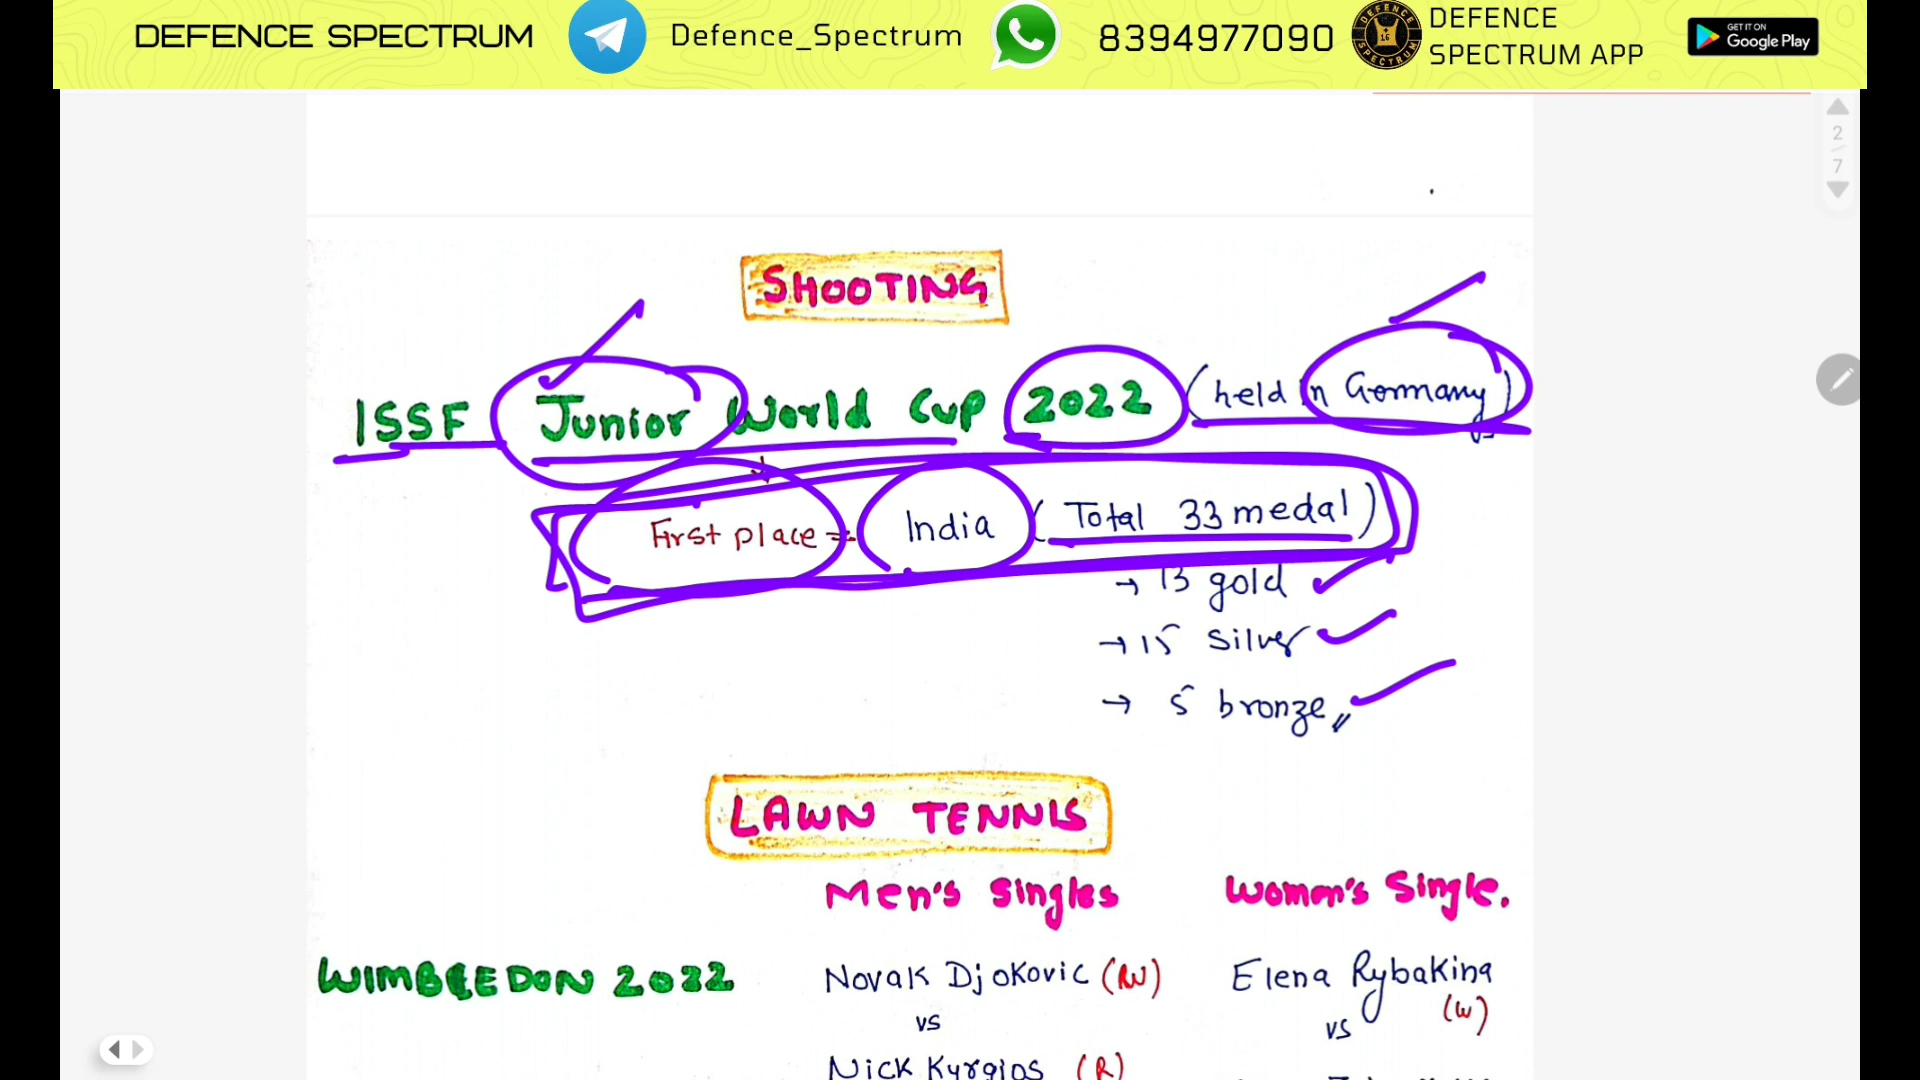 DEFENCE SPECTRUM
Defence_Spectrum
8394977090
DEFENCE
SPECTRUM APP
GET IT ON
Google Play
2
7
SHOOTING
ISSF Junior World Cup 2022 (held in Germany)
First place = India (Total 33 medal)
→ 13 gold
→ 15 silver
→ 5 bronze
LAWN TENNIS
Men's Singles
Women's Single.
WIMBLEDON 2022
Novak Djokovic (W)
Elena Rybakina
(W)
vs
vs
Nick Kyrgios (R)